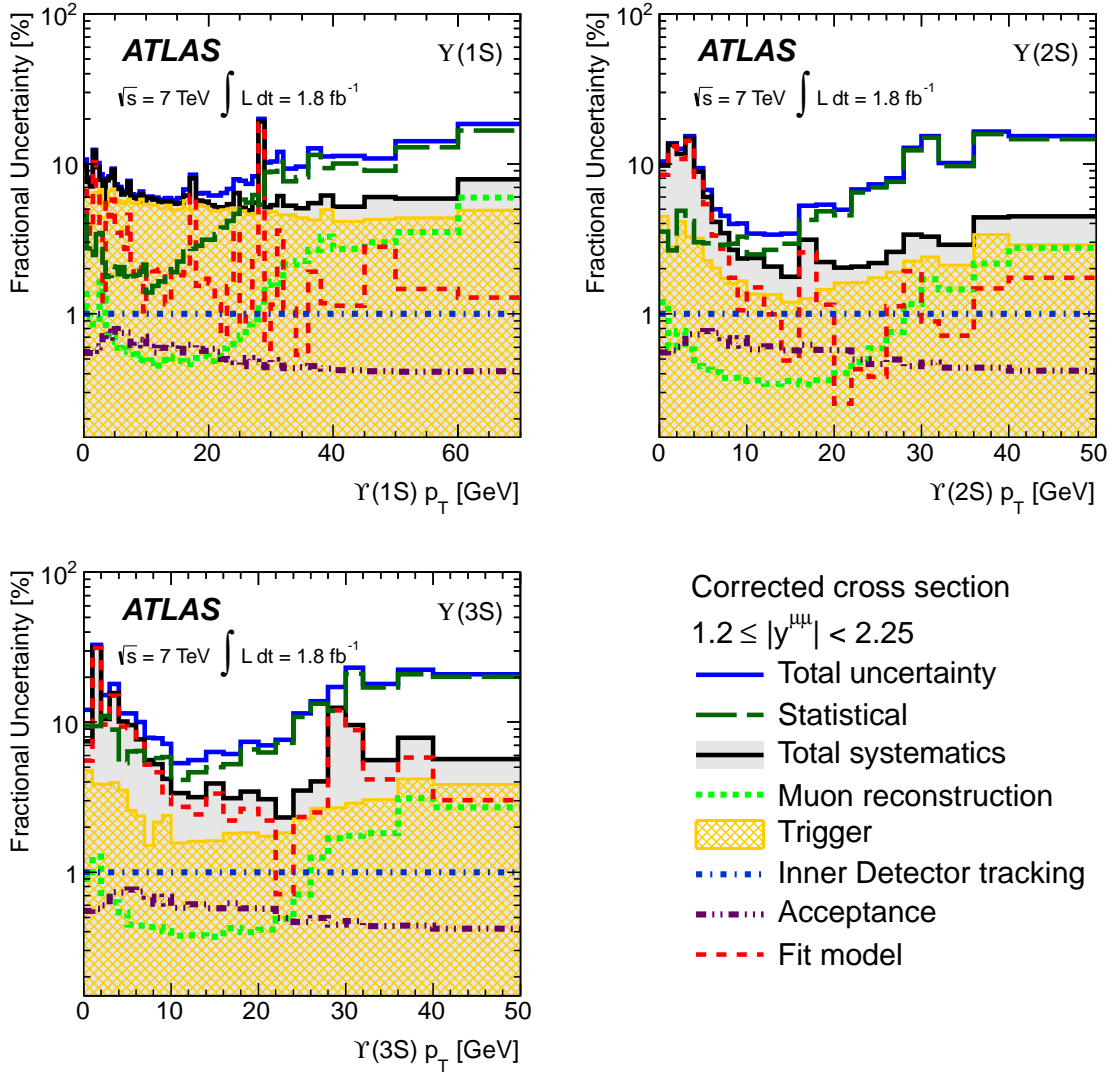 Fractional Uncertainty [%]
10²
10
1
ATLAS
ϒ(1S)
√s = 7 TeV ∫ L dt = 1.8 fb⁻¹
0 20 40 60
ϒ(1S) p_T [GeV]
Fractional Uncertainty [%]
10²
10
1
ATLAS
ϒ(2S)
√s = 7 TeV ∫ L dt = 1.8 fb⁻¹
0 10 20 30 40 50
ϒ(2S) p_T [GeV]
Fractional Uncertainty [%]
10²
10
1
ATLAS
ϒ(3S)
√s = 7 TeV ∫ L dt = 1.8 fb⁻¹
0 10 20 30 40 50
ϒ(3S) p_T [GeV]
Corrected cross section
1.2 ≤ |y^μμ| < 2.25
Total uncertainty
Statistical
Total systematics
Muon reconstruction
Trigger
Inner Detector tracking
Acceptance
Fit model